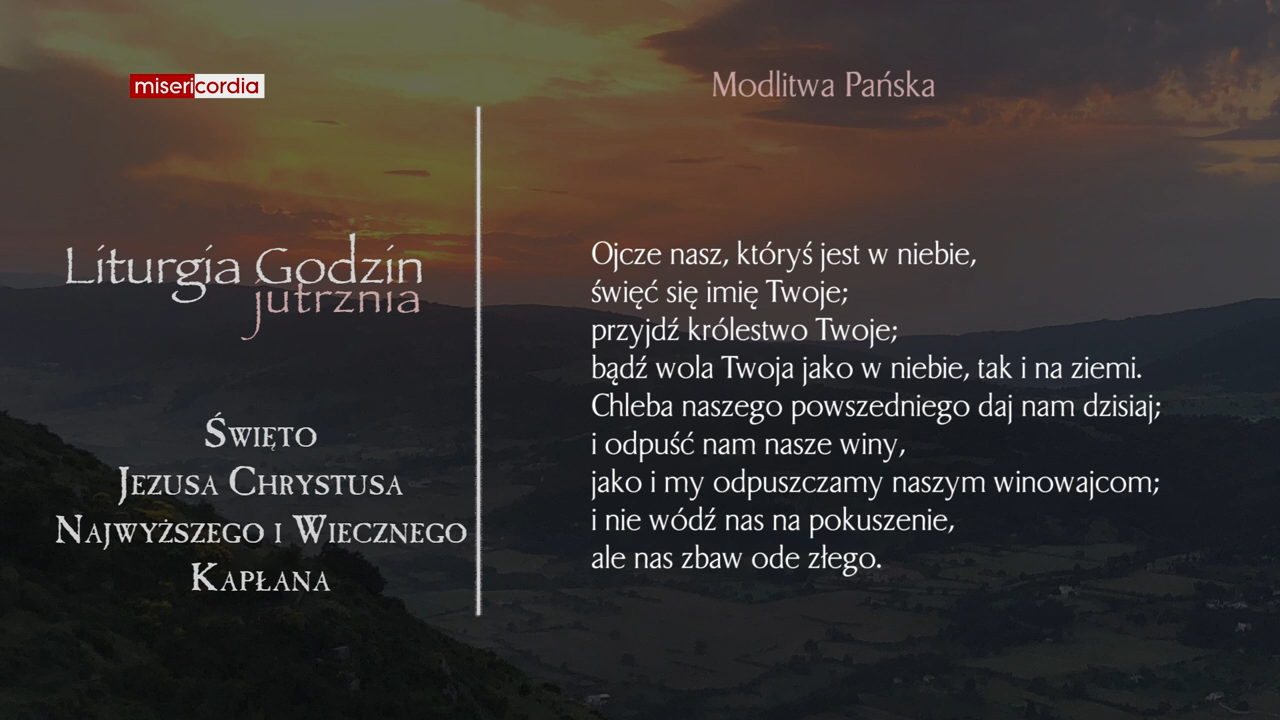 misericordia
Liturgia Godzin
jutrznia
Święto
Jezusa Chrystusa
Najwyższego i Wiecznego
Kapłana
Modlitwa Pańska
Ojcze nasz, któryś jest w niebie,
święć się imię Twoje;
przyjdź królestwo Twoje;
bądź wola Twoja jako w niebie, tak i na ziemi.
Chleba naszego powszedniego daj nam dzisiaj;
i odpuść nam nasze winy,
jako i my odpuszczamy naszym winowajcom;
i nie wódź nas na pokuszenie,
ale nas zbaw ode złego.